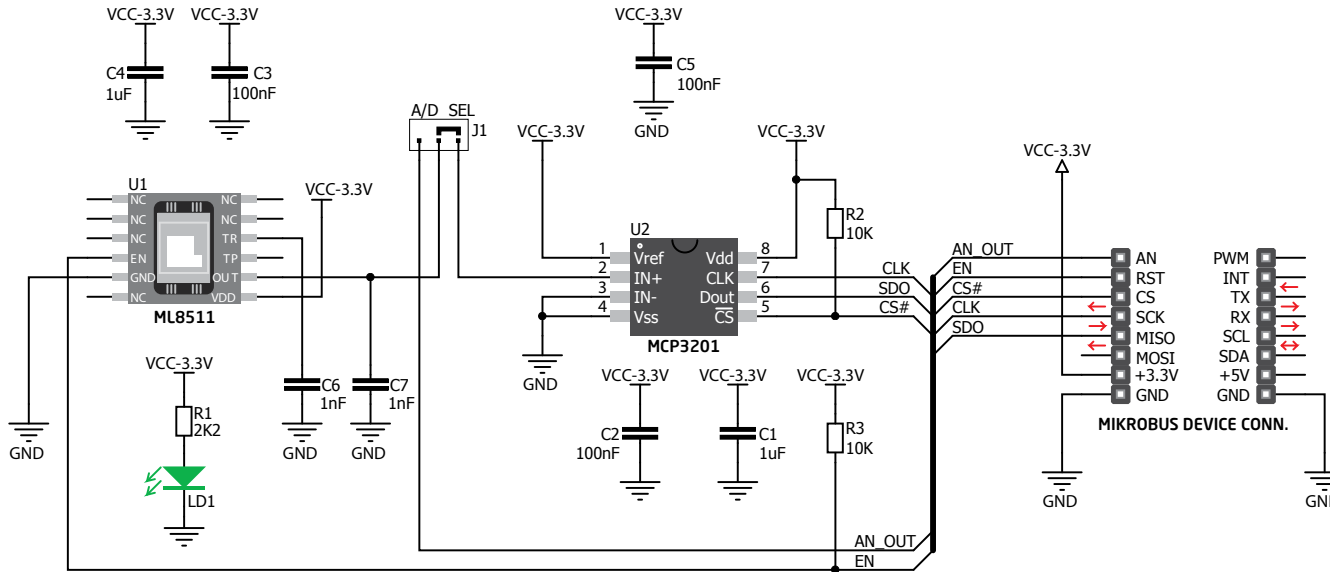 VCC-3.3V
VCC-3.3V
VCC-3.3V
C4
1uF
C3
100nF
C5
100nF
GND
A/D SEL
J1
VCC-3.3V
VCC-3.3V
VCC-3.3V
U1
NC
NC
NC
EN
GND
NC
NC
NC
TR
TP
OUT
VDD
ML8511
VCC-3.3V
U2
1
2
3
4
Vref
IN+
IN-
Vss
Vdd
CLK
Dout
CS
8
7
6
5
MCP3201
R2
10K
CLK
SDO
CS#
AN_OUT
EN
CS#
CLK
SDO
AN
RST
CS
SCK
MISO
MOSI
+3.3V
GND
PWM
INT
TX
RX
SCL
SDA
+5V
GND
MIKROBUS DEVICE CONN.
GND
GND
GND
VCC-3.3V
R1
2K2
LD1
GND
C6
1nF
GND
C7
1nF
GND
VCC-3.3V
C2
100nF
VCC-3.3V
C1
1uF
VCC-3.3V
R3
10K
AN_OUT
EN